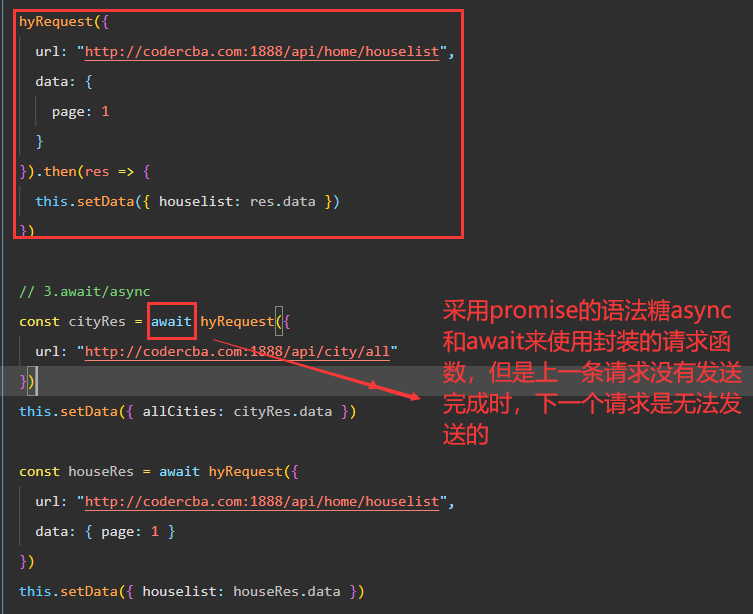 hyRequest({
url: "http://codercba.com:1888/api/home/houselist",
data: {
page: 1
}
}).then(res => {
this.setData({ houselist: res.data })
})
// 3.await/async
const cityRes = await hyRequest({
url: "http://codercba.com:1888/api/city/all"
})
this.setData({ allCities: cityRes.data })
const houseRes = await hyRequest({
url: "http://codercba.com:1888/api/home/houselist",
data: { page: 1 }
})
this.setData({ houselist: houseRes.data })
采用promise的语法糖async
和await来使用封装的请求函
数，但是上一条请求没有发送
完成时，下一个请求是无法发
送的